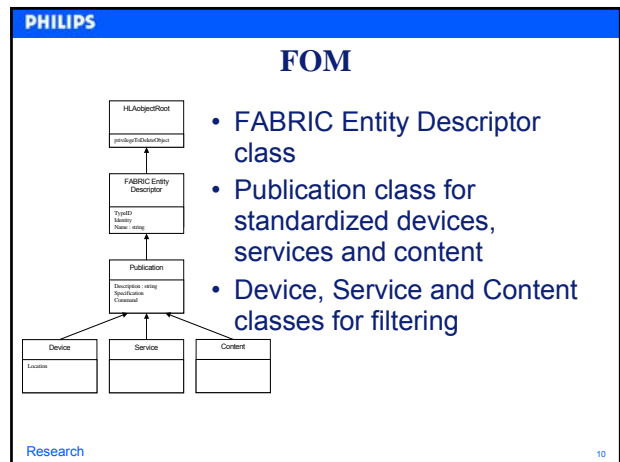 PHILIPS
FOM
HLAobjectRoot
privilegeToDeleteObject
FABRIC Entity
Descriptor
TypeID
Identity
Name : string
Publication
Description : string
Specification
Command
Device
Location
Service
Content
• FABRIC Entity Descriptor
class
• Publication class for
standardized devices,
services and content
• Device, Service and Content
classes for filtering
Research
10